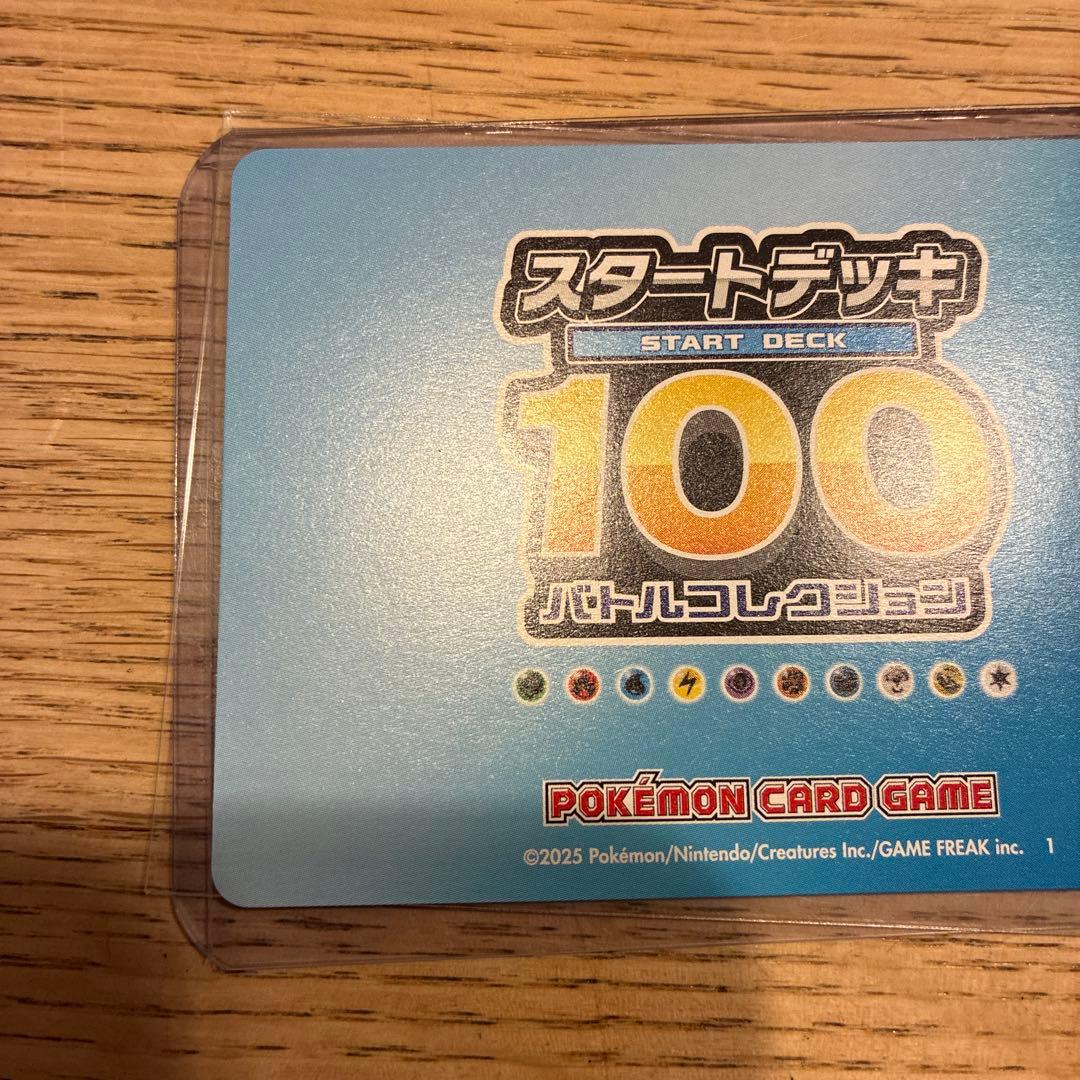 スタートデッキ
START DECK
100
バトルコレクション
POKÉMON CARD GAME
©2025 Pokémon/Nintendo/Creatures Inc./GAME FREAK inc. 1